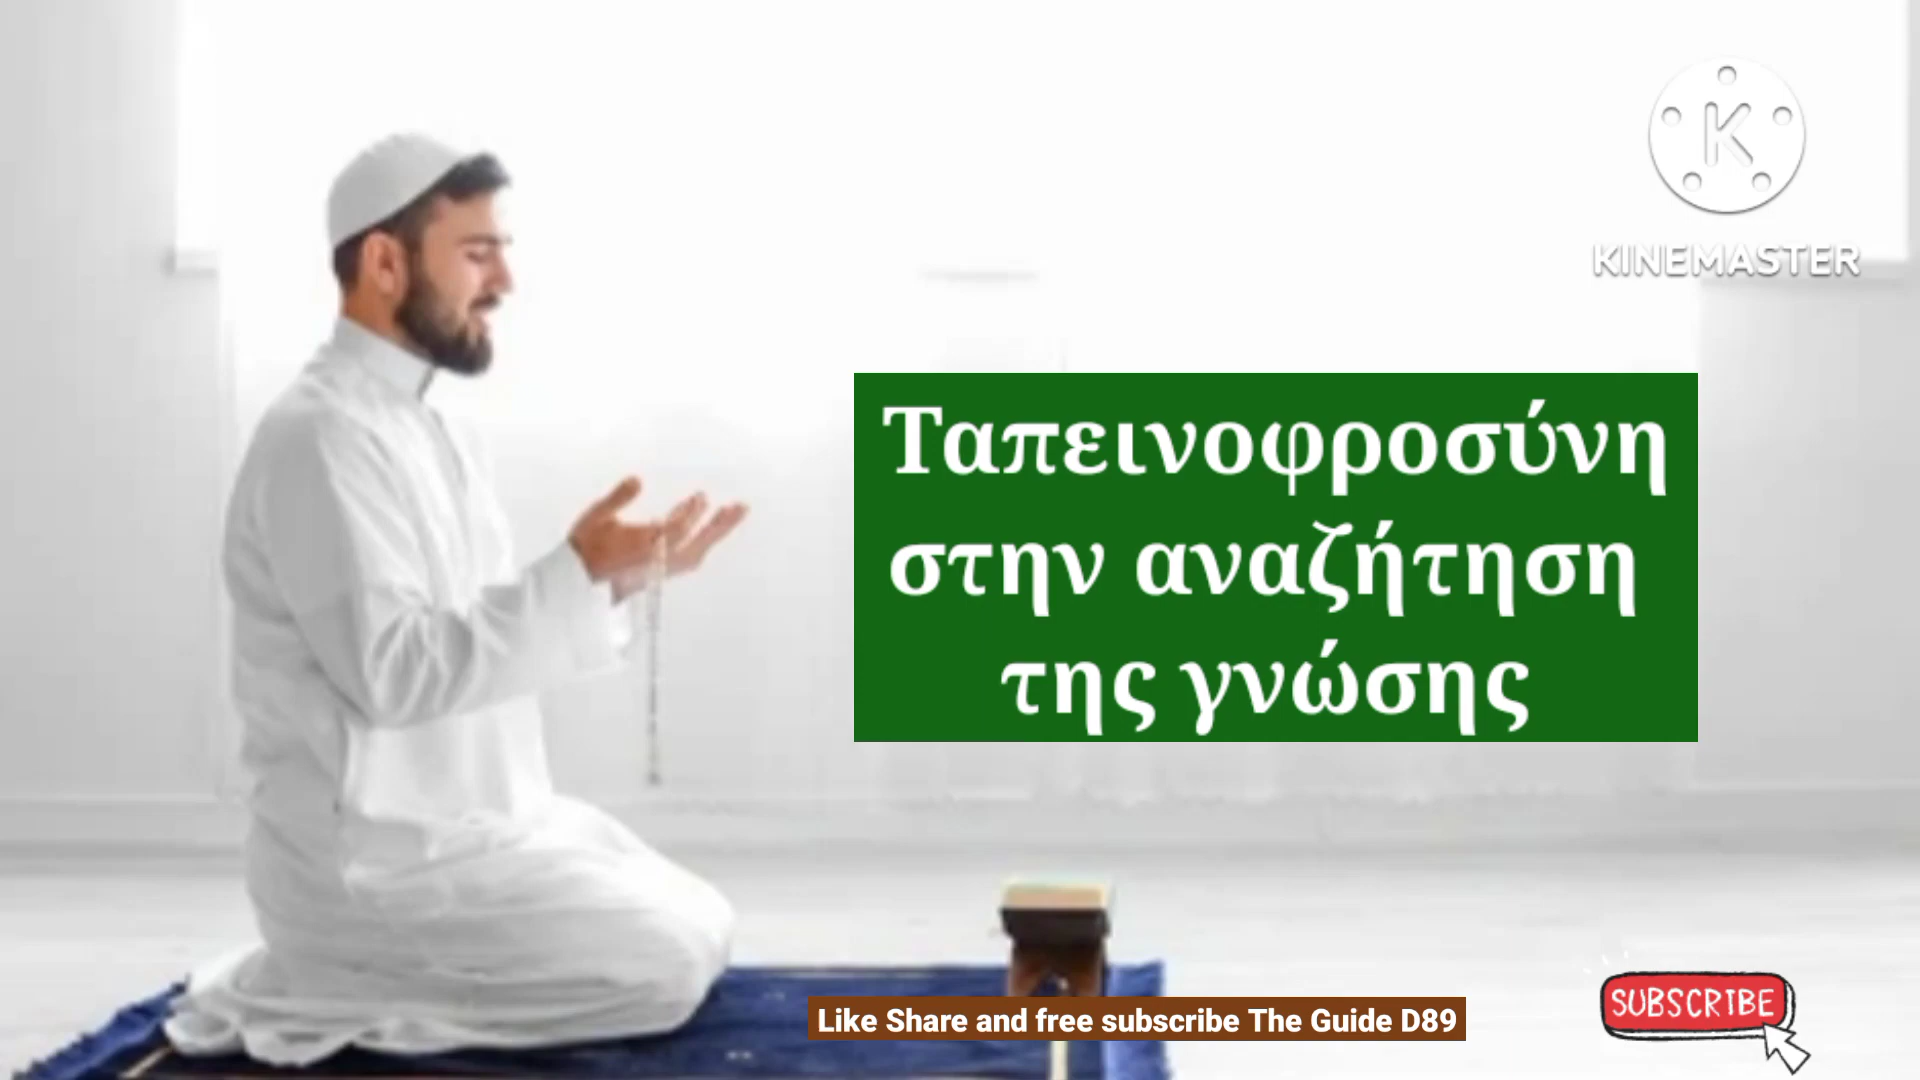 K
KINEMASTER
Ταπεινοφροσύνη
στην αναζήτηση
της γνώσης
Like Share and free subscribe The Guide D89
SUBSCRIBE